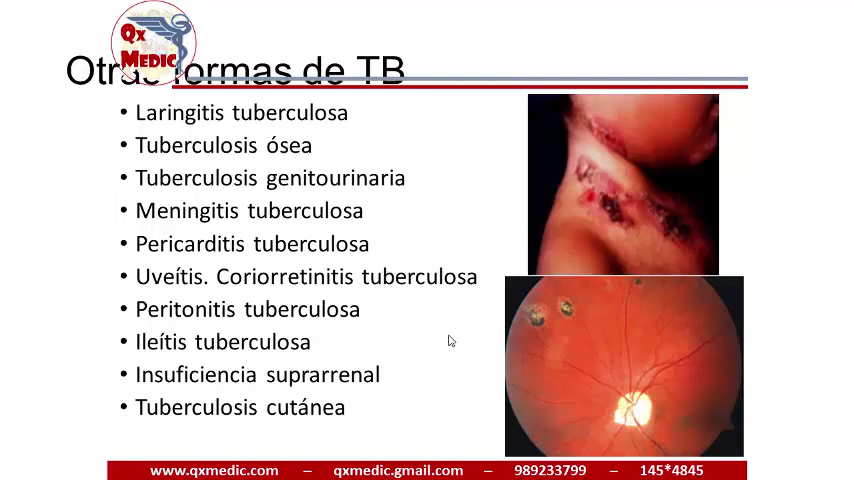 Qx
MEDIC
Otras formas de TB
• Laringitis tuberculosa
• Tuberculosis ósea
• Tuberculosis genitourinaria
• Meningitis tuberculosa
• Pericarditis tuberculosa
• Uveítis. Coriorretinitis tuberculosa
• Peritonitis tuberculosa
• Ileítis tuberculosa
• Insuficiencia suprarrenal
• Tuberculosis cutánea
www.qxmedic.com – qxmedic.gmail.com – 989233799 – 145*4845